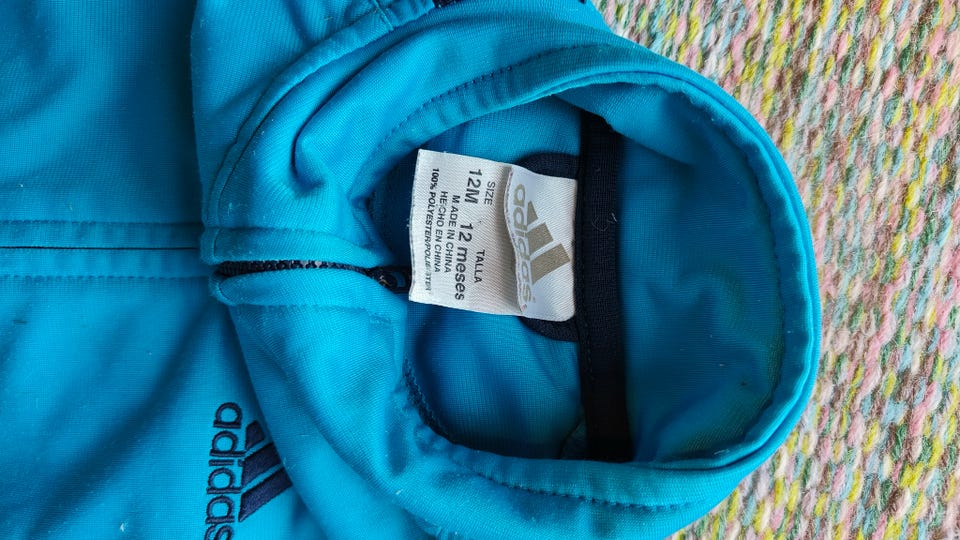 adidas
SIZE TALLA
12M 12 meses
MADE IN CHINA
HECHO EN CHINA
100% POLYESTER/POLIESTER
adidas